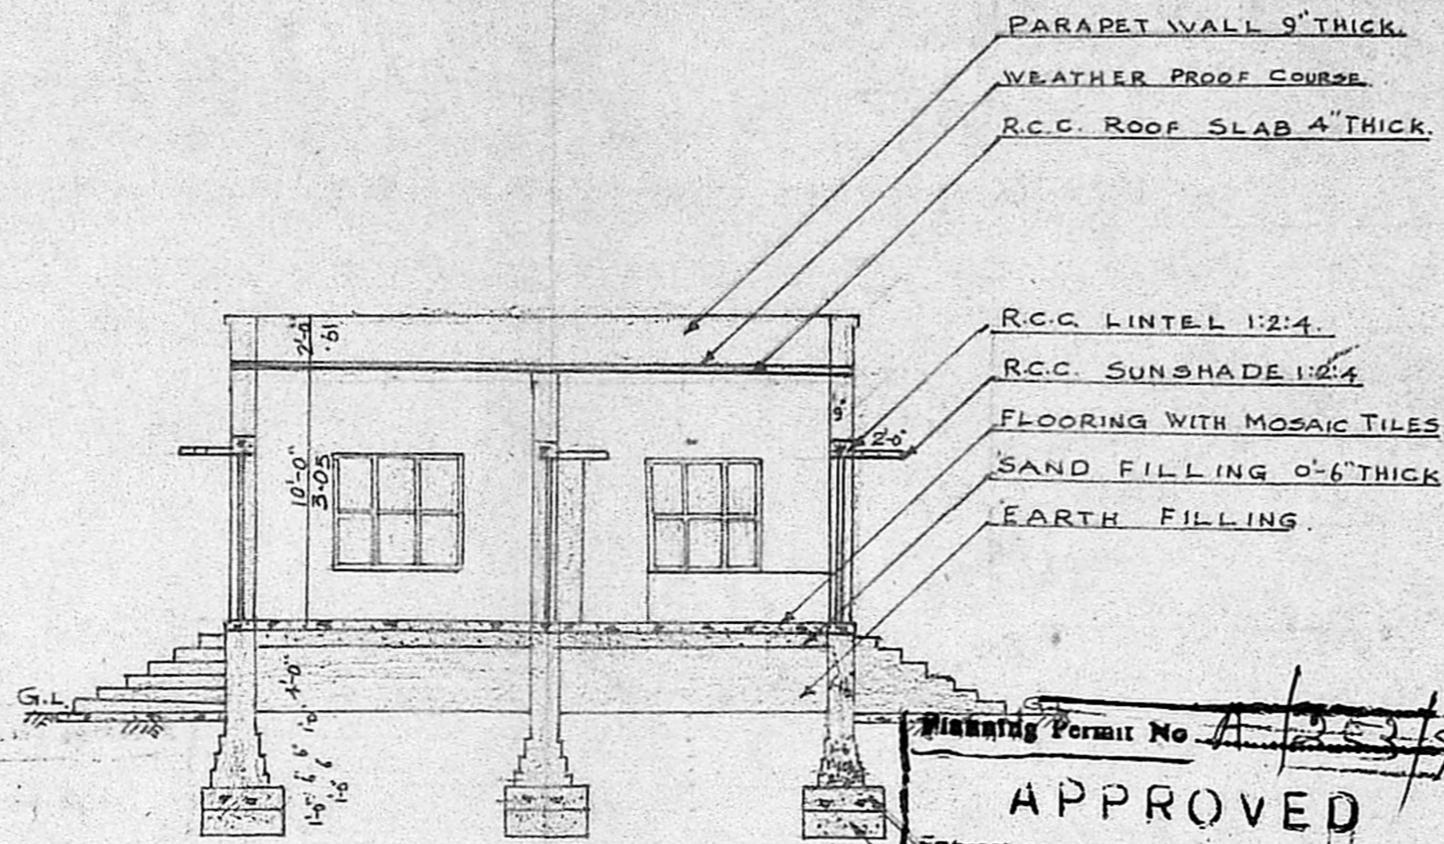 PARAPET WALL 9" THICK.
WEATHER PROOF COURSE
R.C.C. ROOF SLAB 4" THICK.
2'-0"
.61
R.C.C. LINTEL 1:2:4.
R.C.C. SUNSHADE 1:2:4
9"
2'-0"
FLOORING WITH MOSAIC TILES
SAND FILLING 0'-6" THICK
EARTH FILLING.
10'-0"
3.05
G.L.
4'-0"
Planning Permit No A/353/
APPROVED